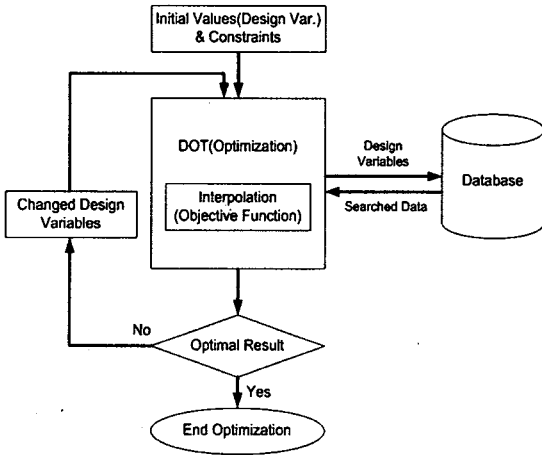 Initial Values(Design Var.)
& Constraints
DOT(Optimization)
Design
Variables
Database
Interpolation
(Objective Function)
Searched Data
Changed Design
Variables
No
Optimal Result
Yes
End Optimization